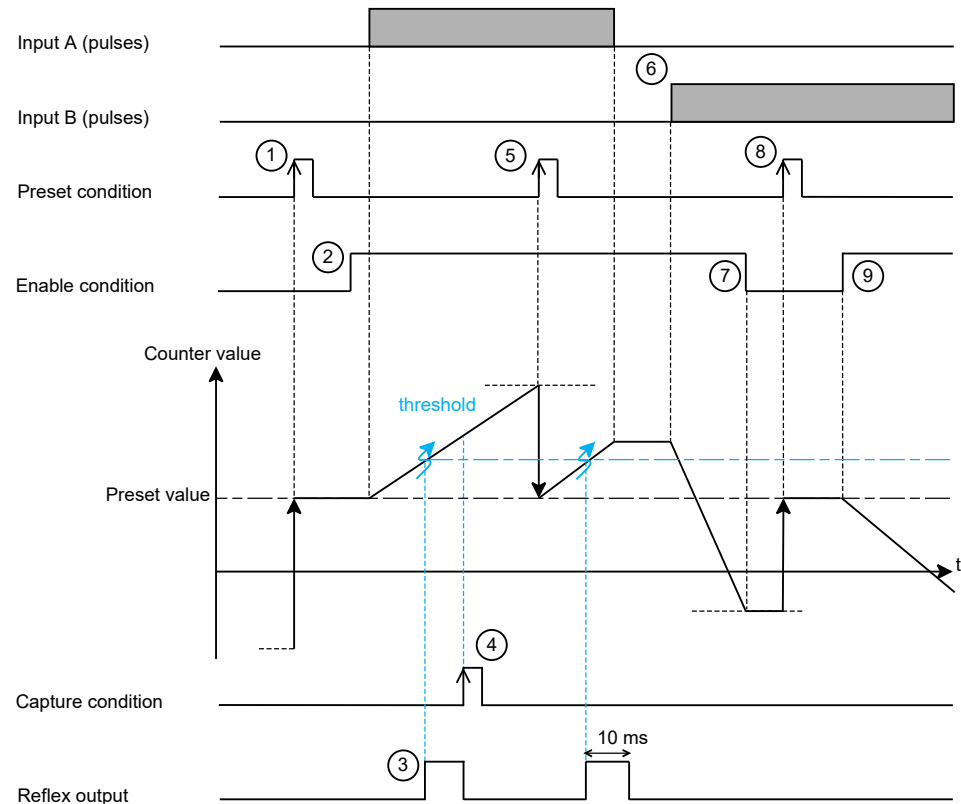 Input A (pulses)
6
Input B (pulses)
1
5
8
Preset condition
2
7
9
Enable condition
Counter value
threshold
Preset value
t
4
Capture condition
10 ms
3
Reflex output